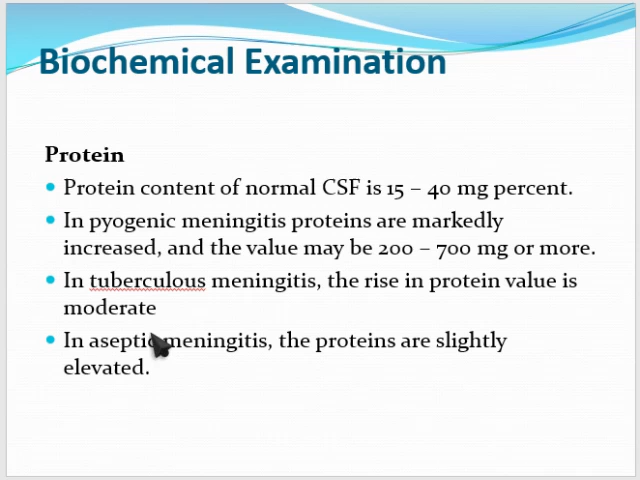 Biochemical Examination
Protein
• Protein content of normal CSF is 15 – 40 mg percent.
• In pyogenic meningitis proteins are markedly
increased, and the value may be 200 – 700 mg or more.
• In tuberculous meningitis, the rise in protein value is
moderate
• In aseptic meningitis, the proteins are slightly
elevated.